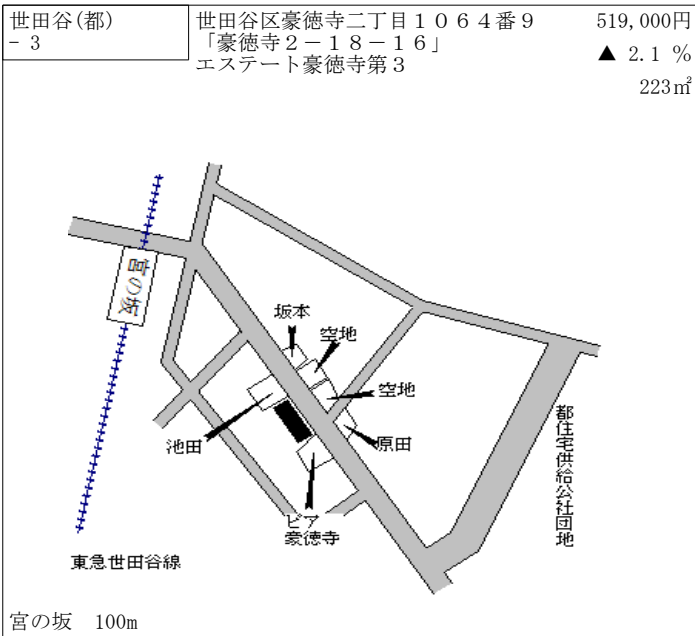 世田谷(都)
- 3
世田谷区豪徳寺二丁目１０６４番９
「豪徳寺２－１８－１６」
エステート豪徳寺第３
519,000円
▲ 2.1 %
223㎡
宮の坂
坂本
空地
空地
池田
原田
ピア
豪徳寺
都住宅供給公社団地
東急世田谷線
宮の坂　100m